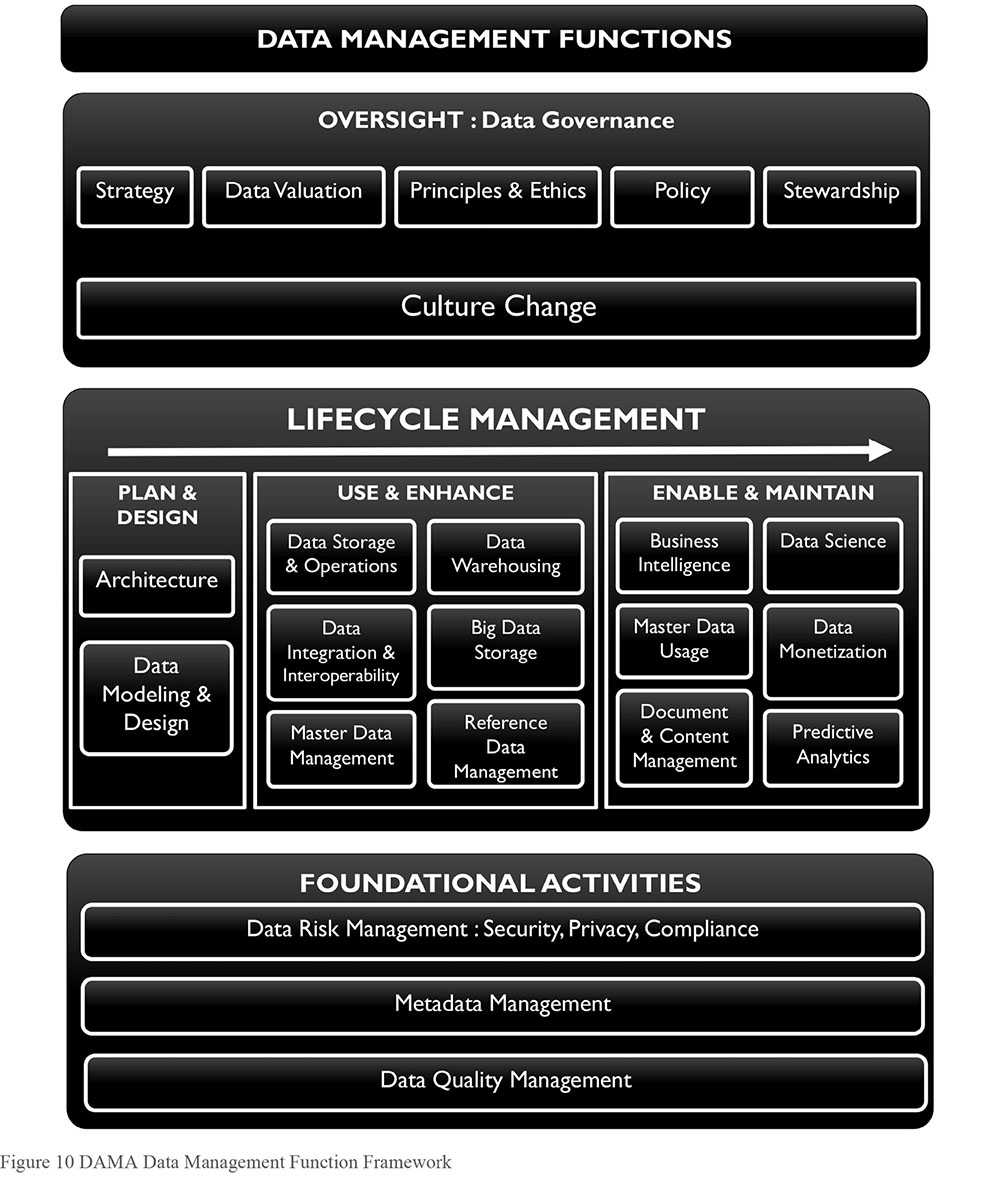 DATA MANAGEMENT FUNCTIONS
OVERSIGHT : Data Governance
Strategy
Data Valuation
Principles & Ethics
Policy
Stewardship
Culture Change
LIFECYCLE MANAGEMENT
PLAN &
DESIGN
Architecture
Data
Modeling &
Design
USE & ENHANCE
Data Storage
& Operations
Data
Warehousing
Data
Integration &
Interoperability
Big Data
Storage
Master Data
Management
Reference
Data
Management
ENABLE & MAINTAIN
Business
Intelligence
Data Science
Master Data
Usage
Data
Monetization
Document
& Content
Management
Predictive
Analytics
FOUNDATIONAL ACTIVITIES
Data Risk Management : Security, Privacy, Compliance
Metadata Management
Data Quality Management
Figure 10 DAMA Data Management Function Framework